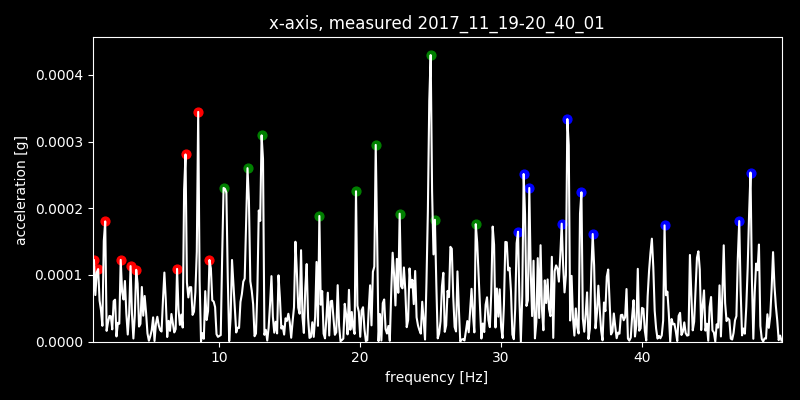 x-axis, measured 2017_11_19-20_40_01
acceleration [g]
0.0004
0.0003
0.0002
0.0001
0.0000
10 20 30 40
frequency [Hz]